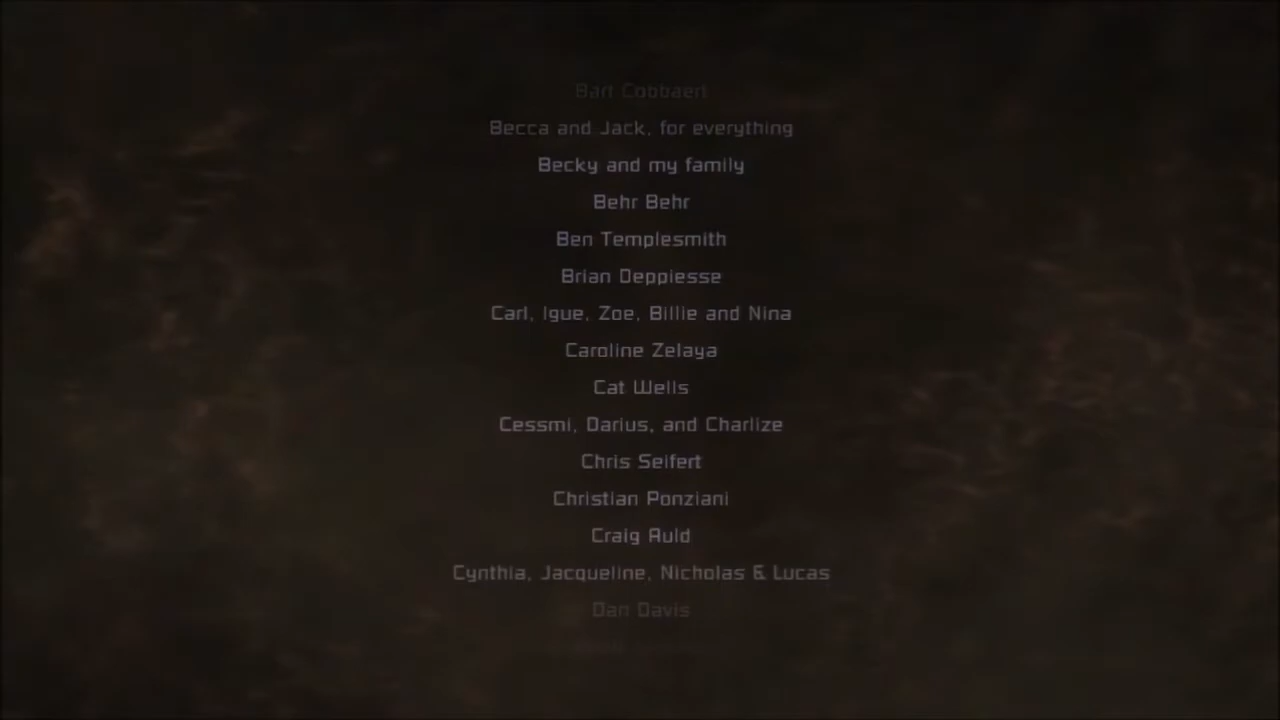 Bart Cobbaert
Becca and Jack, for everything
Becky and my family
Behr Behr
Ben Templesmith
Brian Deppiesse
Carl, Igue, Zoe, Billie and Nina
Caroline Zelaya
Cat Wells
Cessmi, Darius, and Charlize
Chris Seifert
Christian Ponziani
Craig Auld
Cynthia, Jacqueline, Nicholas & Lucas
Dan Davis